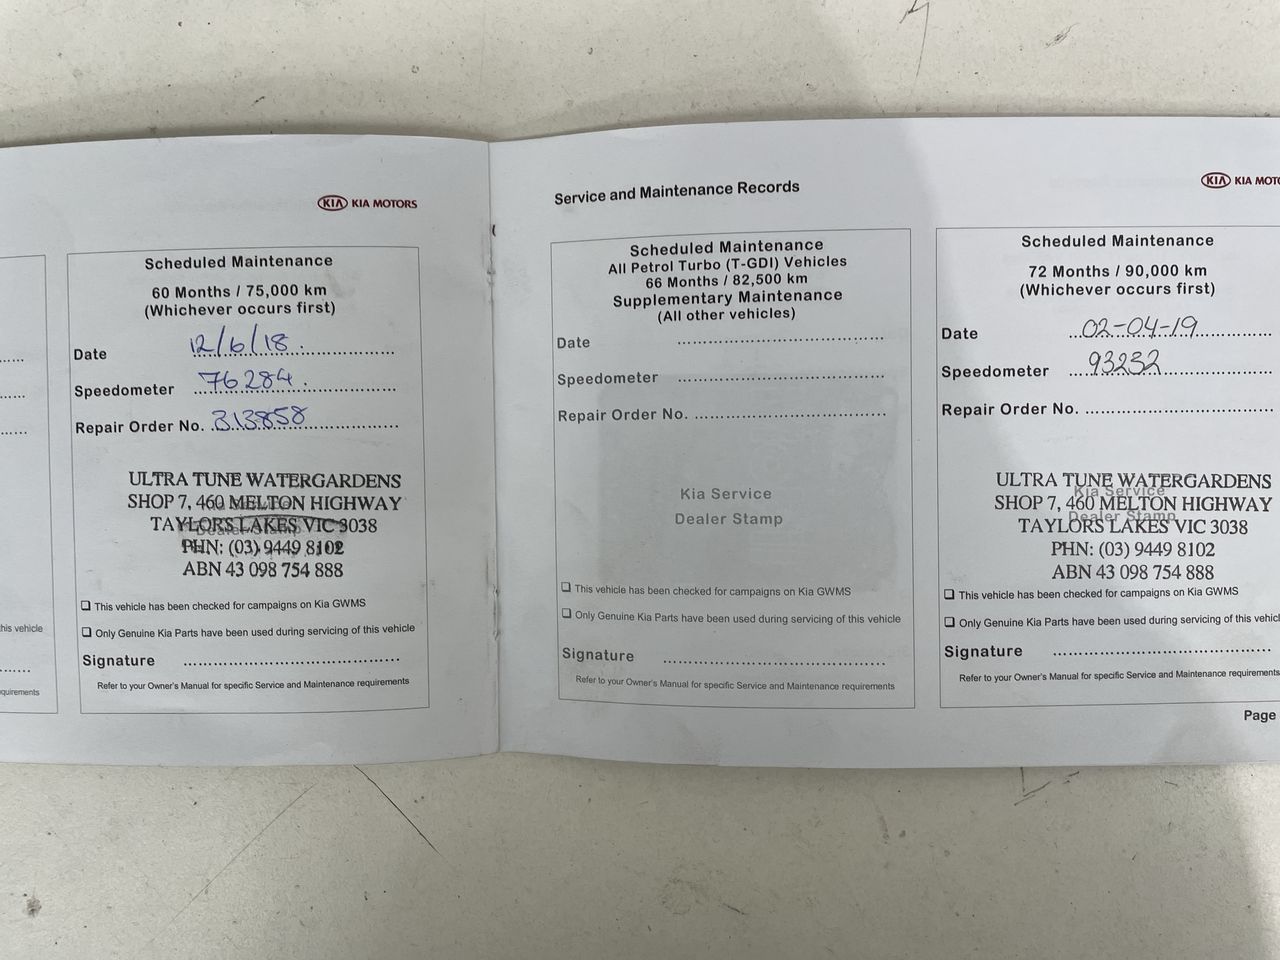 KIA KIA MOTORS
Scheduled Maintenance
60 Months / 75,000 km
(Whichever occurs first)
Date 12/6/18.
Speedometer 76284.
Repair Order No. 313858
ULTRA TUNE WATERGARDENS
SHOP 7, 460 MELTON HIGHWAY
TAYLORS LAKES VIC 3038
PHN: (03) 9449 8102
ABN 43 098 754 888
This vehicle has been checked for campaigns on Kia GWMS
Only Genuine Kia Parts have been used during servicing of this vehicle
Signature
Refer to your Owner's Manual for specific Service and Maintenance requirements
his vehicle
quirements
Service and Maintenance Records
Scheduled Maintenance
All Petrol Turbo (T-GDI) Vehicles
66 Months / 82,500 km
Supplementary Maintenance
(All other vehicles)
Date
Speedometer
Repair Order No.
Kia Service
Dealer Stamp
This vehicle has been checked for campaigns on Kia GWMS
Only Genuine Kia Parts have been used during servicing of this vehicle
Signature
Refer to your Owner's Manual for specific Service and Maintenance requirements
KIA KIA MOTO
Scheduled Maintenance
72 Months / 90,000 km
(Whichever occurs first)
Date 02-04-19
Speedometer 93232
Repair Order No.
Kia Service
Dealer Stamp
ULTRA TUNE WATERGARDENS
SHOP 7, 460 MELTON HIGHWAY
TAYLORS LAKES VIC 3038
PHN: (03) 9449 8102
ABN 43 098 754 888
This vehicle has been checked for campaigns on Kia GWMS
Only Genuine Kia Parts have been used during servicing of this vehicl
Signature
Refer to your Owner's Manual for specific Service and Maintenance requirements
Page